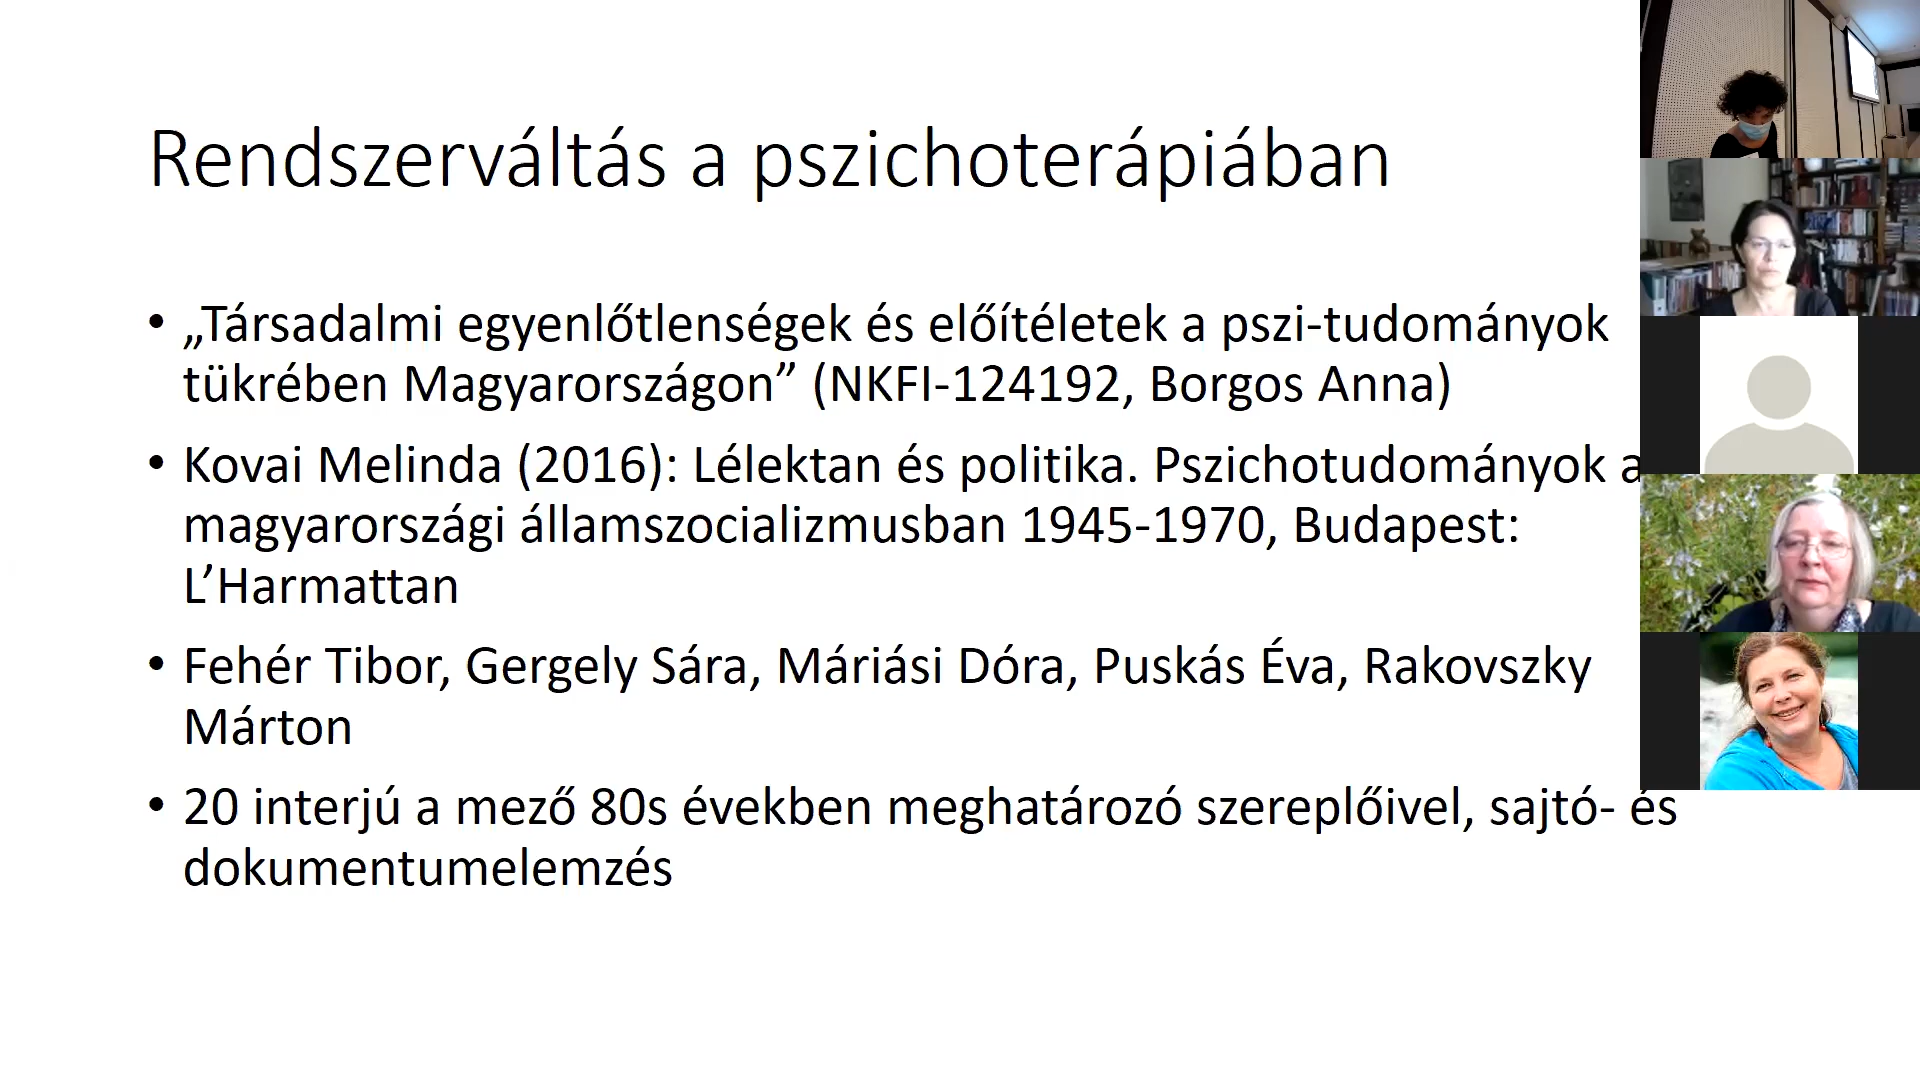 Rendszerváltás a pszichoterápiában
• „Társadalmi egyenlőtlenségek és előítéletek a pszi-tudományok
tükrében Magyarországon” (NKFI-124192, Borgos Anna)
• Kovai Melinda (2016): Lélektan és politika. Pszichotudományok a
magyarországi államszocializmusban 1945-1970, Budapest:
L’Harmattan
• Fehér Tibor, Gergely Sára, Máriási Dóra, Puskás Éva, Rakovszky
Márton
• 20 interjú a mező 80s években meghatározó szereplőivel, sajtó- és
dokumentumelemzés